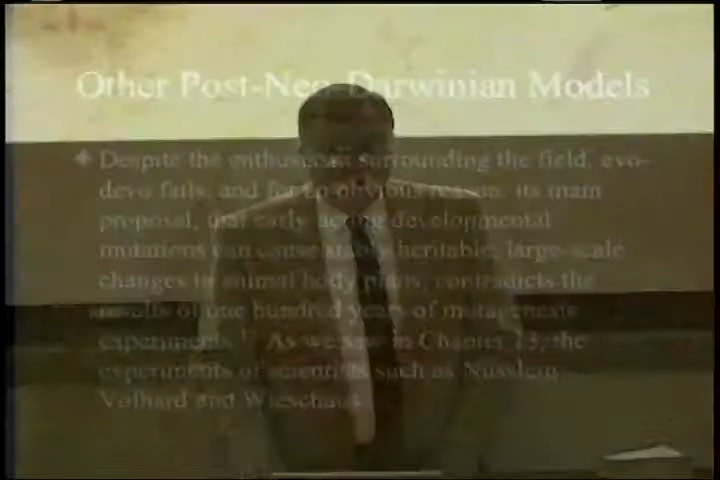 Other Post-Neo-Darwinian Models
Despite the enthusiasm surrounding the field, evo-
devo fails, and for an obvious reason: its main
proposal, that early acting developmental
mutations can cause stable, heritable, large-scale
changes in animal body plans, contradicts the
results of one hundred years of mutagenesis
experiments. As we saw in Chapter 13, the
experiments of scientists such as Nüsslein-
Volhard and Wieschaus